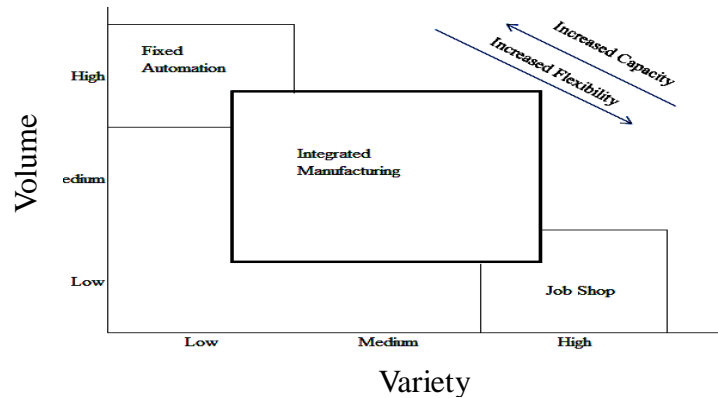 Fixed
Automation
Increased Capacity
Increased Flexibility
High
Integrated
Manufacturing
Volume
edium
Low
Job Shop
Low Medium High
Variety